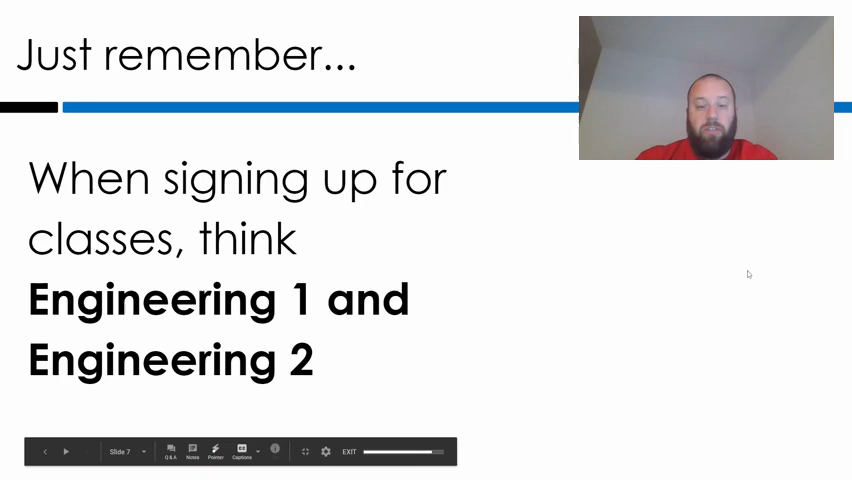 Just remember...
When signing up for
classes, think
Engineering 1 and
Engineering 2
Slide 7
Q & A
Notes
Pointer
Captions
EXIT